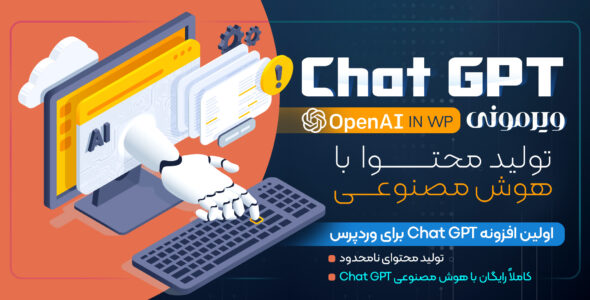 Chat GPT
ویرمونی
OpenAI IN WP
تولید محتوا با
هوش مصنوعی
اولین افزونه Chat GPT برای وردپرس
تولید محتوای نامحدود
کاملاً رایگان با هوش مصنوعی Chat GPT
AI